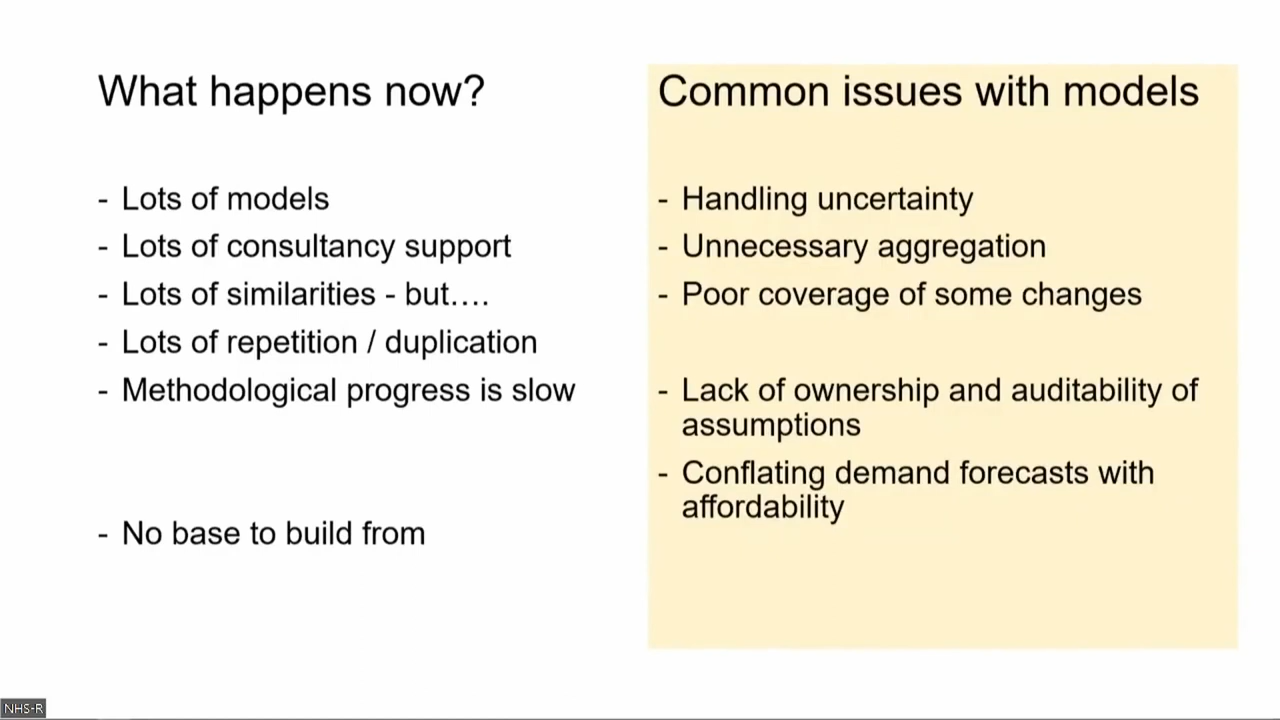 What happens now?
- Lots of models
- Lots of consultancy support
- Lots of similarities - but....
- Lots of repetition / duplication
- Methodological progress is slow
- No base to build from
Common issues with models
- Handling uncertainty
- Unnecessary aggregation
- Poor coverage of some changes
- Lack of ownership and auditability of
assumptions
- Conflating demand forecasts with
affordability
NHS-R